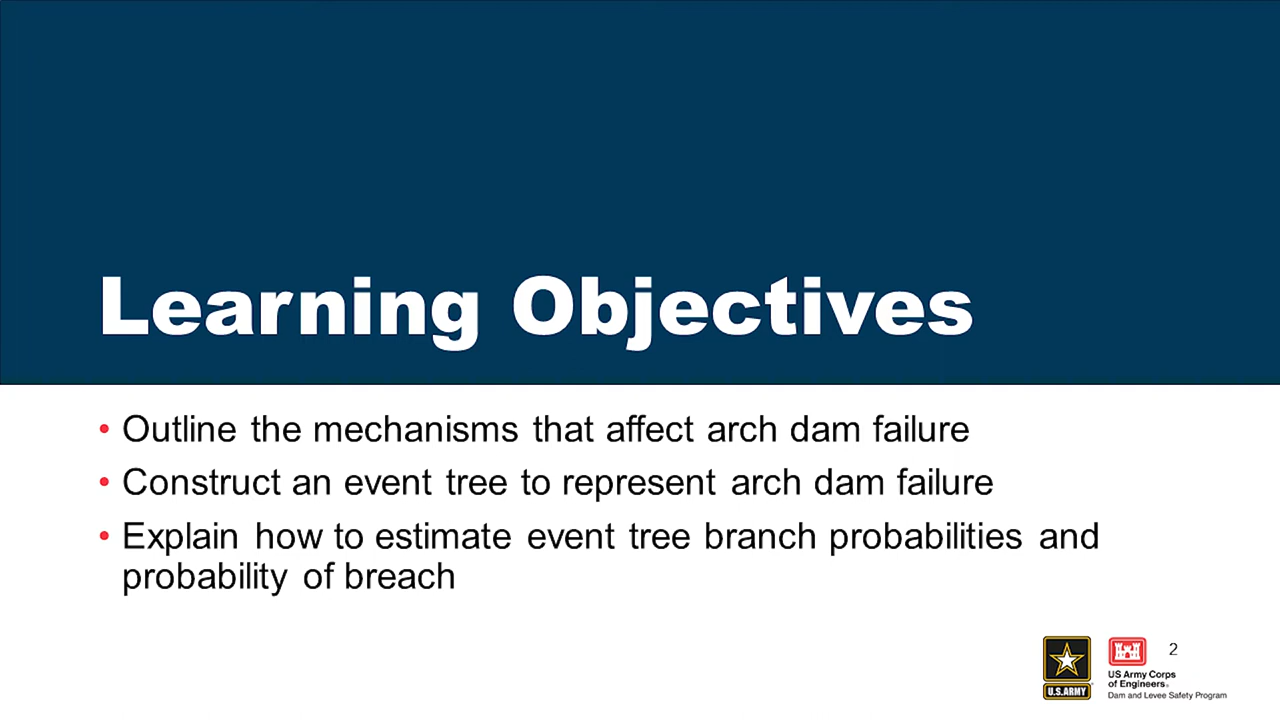 Learning Objectives
• Outline the mechanisms that affect arch dam failure
• Construct an event tree to represent arch dam failure
• Explain how to estimate event tree branch probabilities and
probability of breach
2
U.S.ARMY
US Army Corps
of Engineers®
Dam and Levee Safety Program